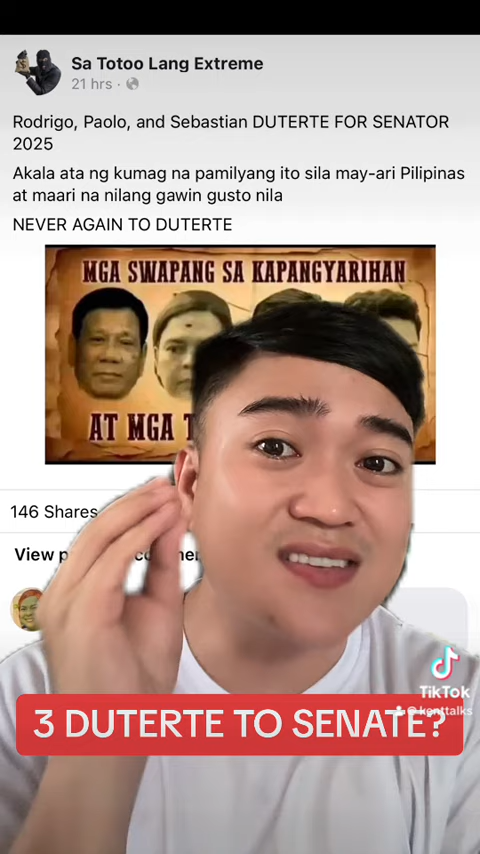 Sa Totoo Lang Extreme
21 hrs ·
Rodrigo, Paolo, and Sebastian DUTERTE FOR SENATOR
2025
Akala ata ng kumag na pamilyang ito sila may-ari Pilipinas
at maari na nilang gawin gusto nila
NEVER AGAIN TO DUTERTE
MGA SWAPANG SA KAPANGYARIHAN
AT MGA
146 Shares
View
TikTok
@kenttalks
3 DUTERTE TO SENATE?